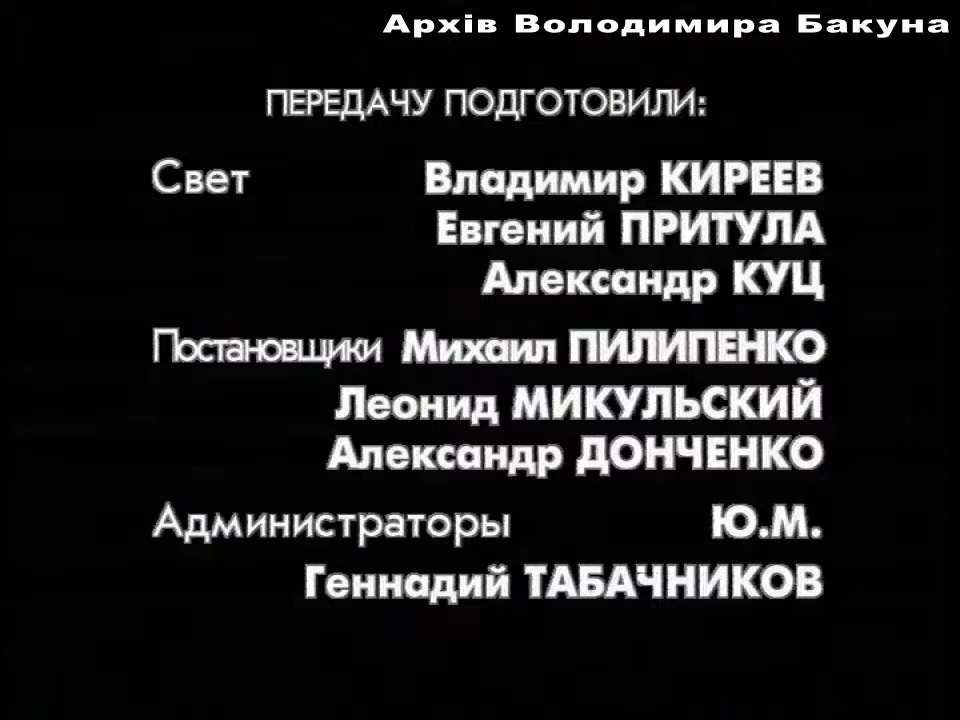 Архів Володимира Бакуна
ПЕРЕДАЧУ ПОДГОТОВИЛИ:
Свет Владимир КИРЕЕВ
Евгений ПРИТУЛА
Александр КУЦ
Постановщики Михаил ПИЛИПЕНКО
Леонид МИКУЛЬСКИЙ
Александр ДОНЧЕНКО
Администраторы Ю.М.
Геннадий ТАБАЧНИКОВ